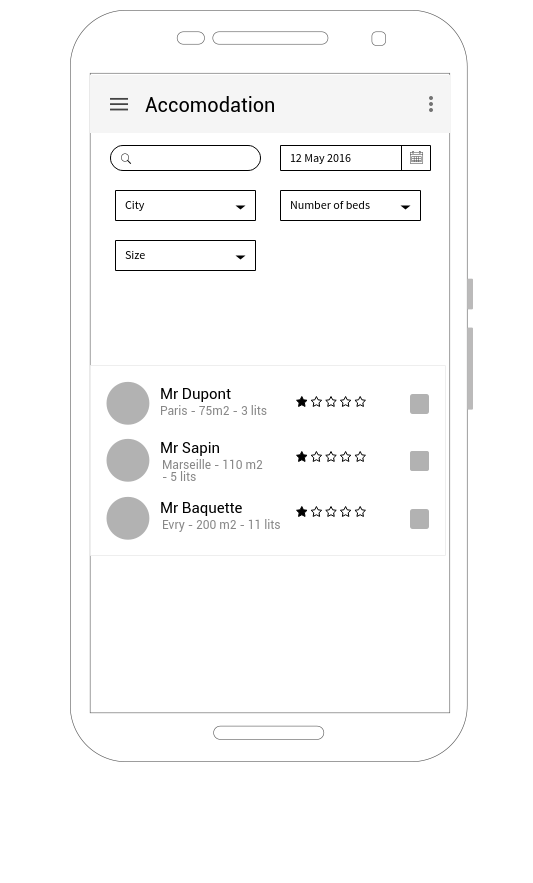 Accomodation
12 May 2016
City
Number of beds
Size
Mr Dupont
Paris - 75m2 - 3 lits
Mr Sapin
Marseille - 110 m2
- 5 lits
Mr Baquette
Evry - 200 m2 - 11 lits